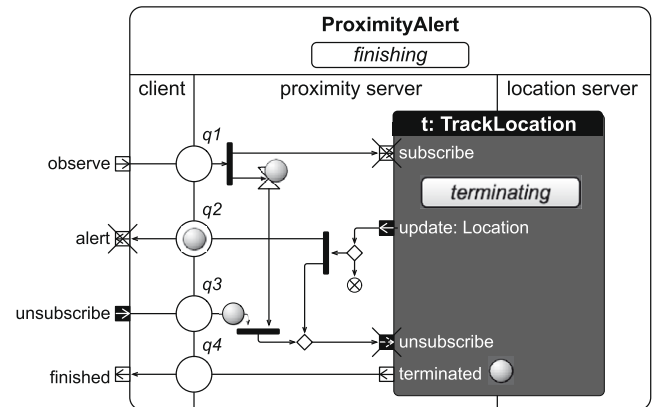 ProximityAlert
finishing
client
proximity server
location server
t: TrackLocation
q1
observe
subscribe
terminating
q2
alert
update: Location
q3
unsubscribe
unsubscribe
q4
finished
terminated